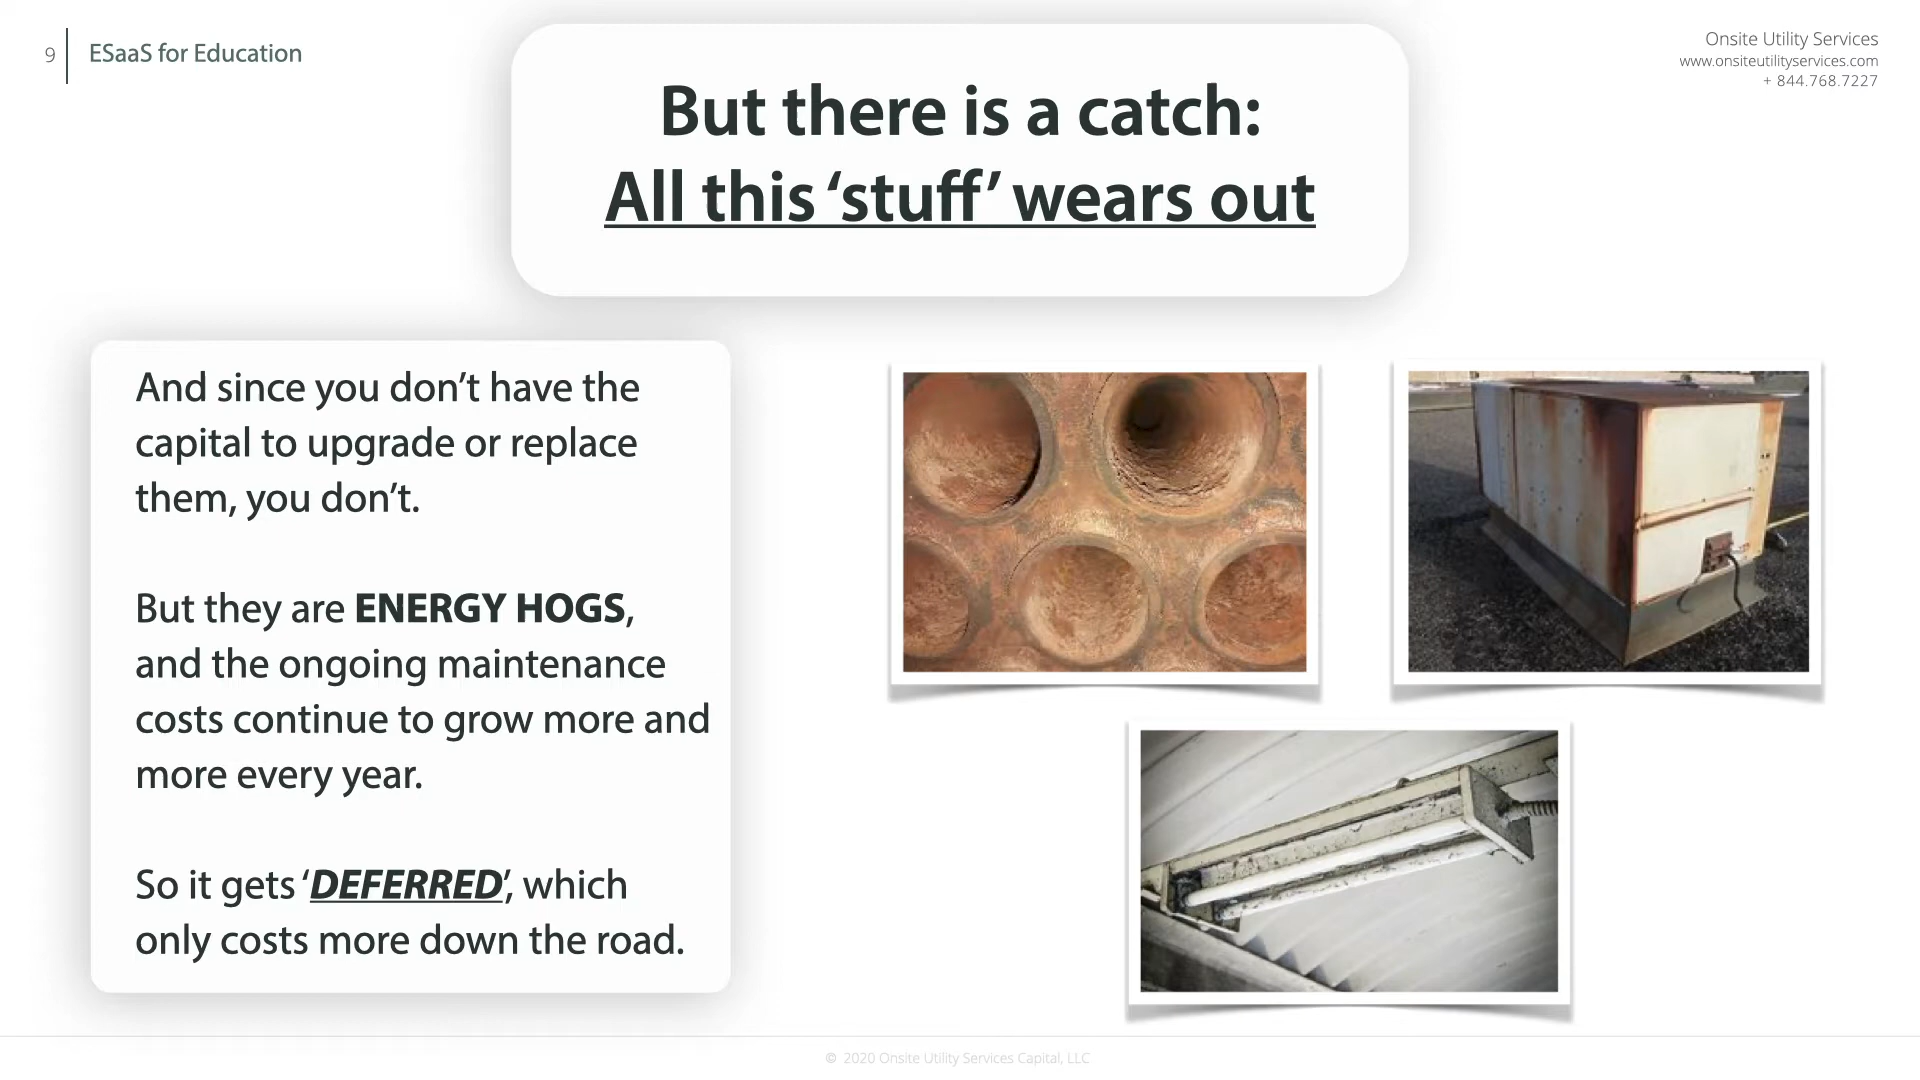 9
ESaaS for Education
Onsite Utility Services
www.onsiteutilityservices.com
+ 844.768.7227
But there is a catch:
All this ‘stuff’ wears out
And since you don’t have the
capital to upgrade or replace
them, you don’t.
But they are ENERGY HOGS,
and the ongoing maintenance
costs continue to grow more and
more every year.
So it gets ‘DEFERRED’, which
only costs more down the road.
© 2020 Onsite Utility Services Capital, LLC